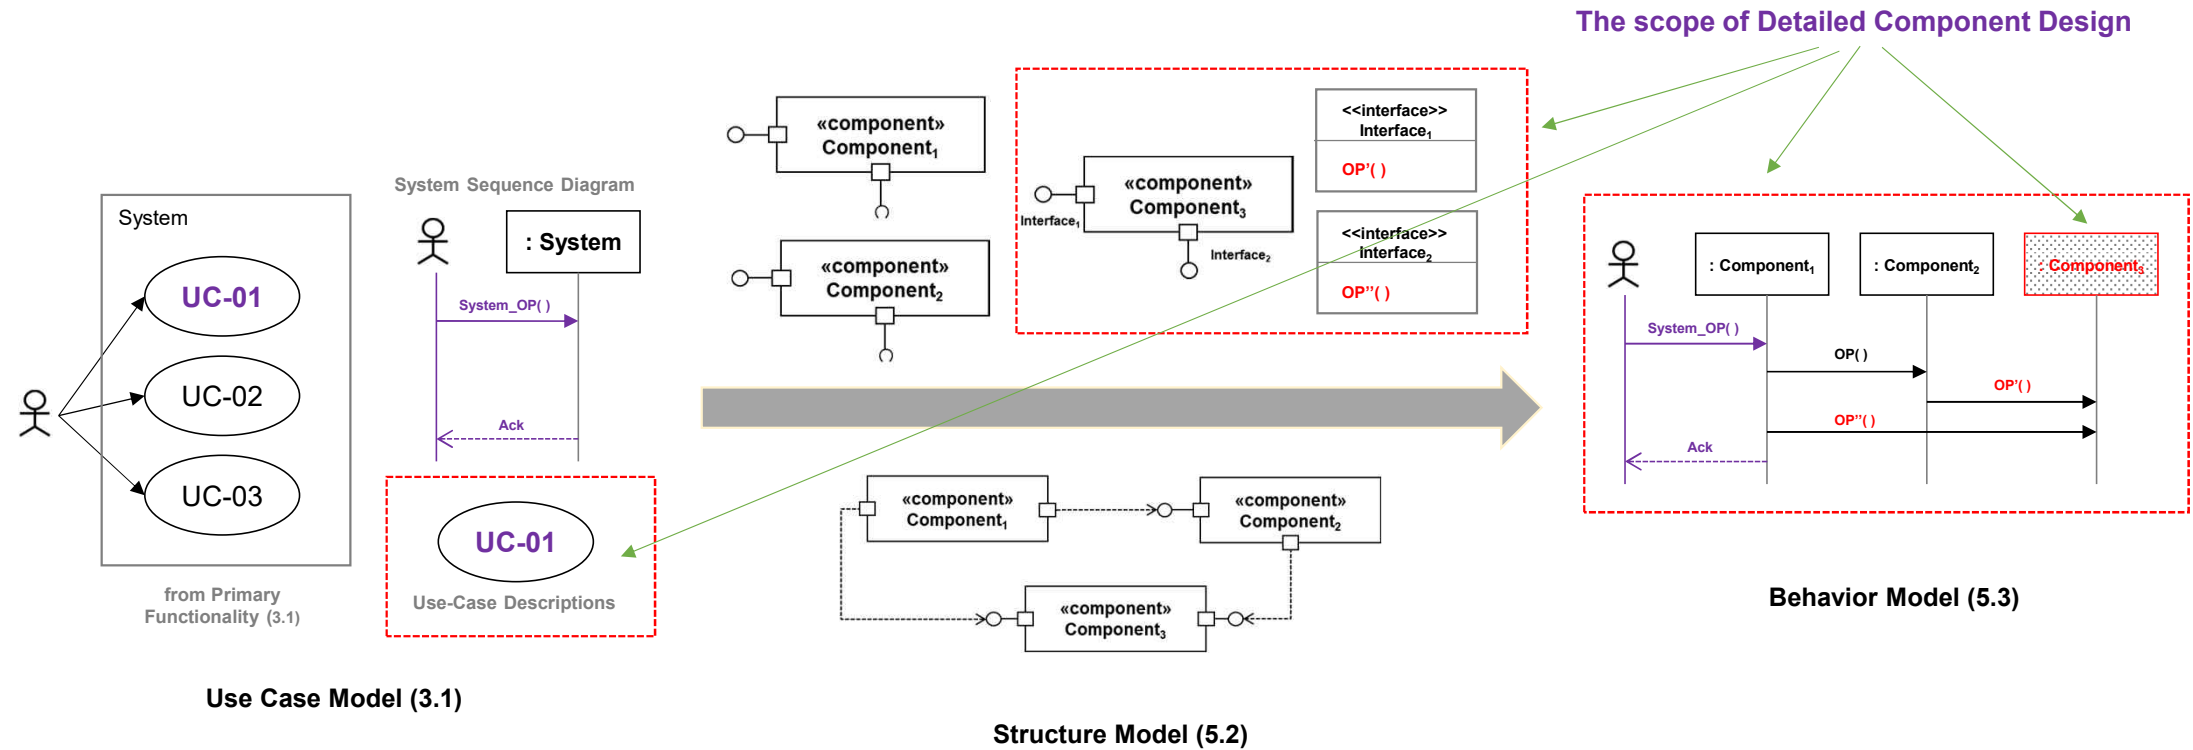 The scope of Detailed Component Design
System
UC-01
UC-02
UC-03
from Primary
Functionality (3.1)
System Sequence Diagram
: System
System_OP( )
Ack
UC-01
Use-Case Descriptions
Use Case Model (3.1)
«component»
Component₁
«component»
Component₂
«component»
Component₃
Interface₁
Interface₂
<<interface>>
Interface₁
OP'( )
<<interface>>
Interface₂
OP''( )
«component»
Component₁
«component»
Component₂
«component»
Component₃
Structure Model (5.2)
: Component₁
: Component₂
: Component₃
System_OP( )
OP( )
OP'( )
OP''( )
Ack
Behavior Model (5.3)